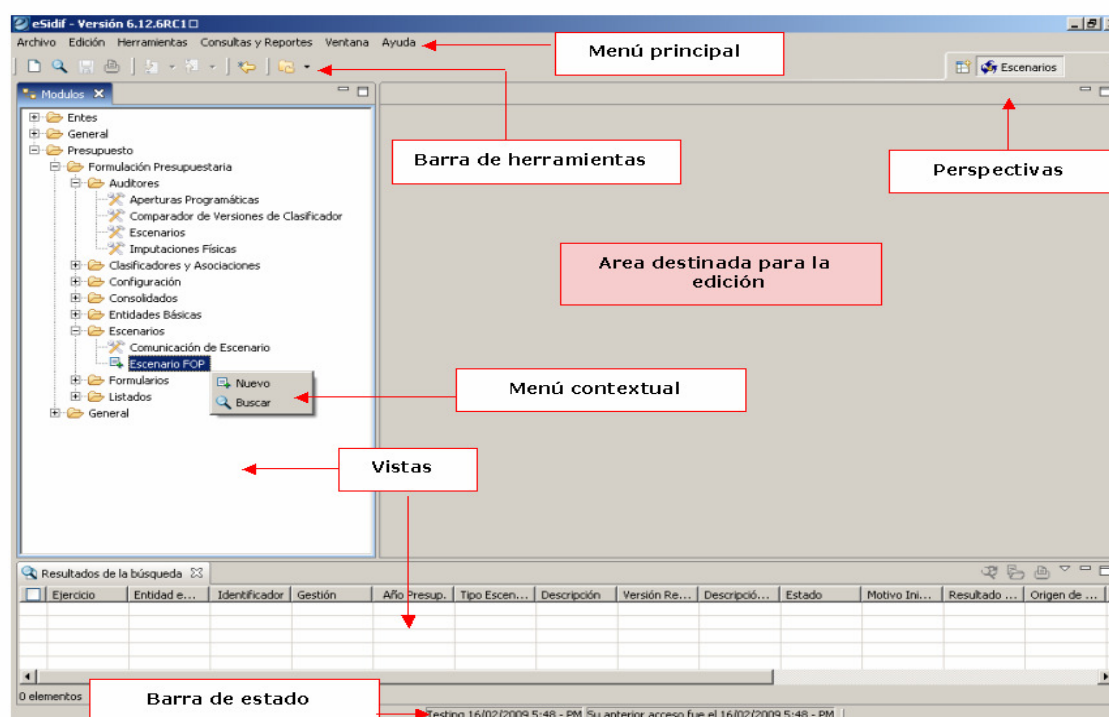 eSidif - Versión 6.12.6RC1
Archivo Edición Herramientas Consultas y Reportes Ventana Ayuda
Menú principal
Escenarios
Modulos
Entes
General
Presupuesto
Formulación Presupuestaria
Auditores
Aperturas Programáticas
Comparador de Versiones de Clasificador
Escenarios
Imputaciones Físicas
Clasificadores y Asociaciones
Configuración
Consolidados
Entidades Básicas
Escenarios
Comunicación de Escenario
Escenario FOP
Formularios
Listados
General
Nuevo
Buscar
Barra de herramientas
Perspectivas
Area destinada para la
edición
Menú contextual
Vistas
Resultados de la búsqueda
Ejercicio Entidad e... Identificador Gestión Año Presup. Tipo Escen... Descripción Versión Re... Descripció... Estado Motivo Ini... Resultado ... Origen de ...
0 elementos
Barra de estado
Testing 16/02/2009 5:48 - PM Su anterior acceso fue el 16/02/2009 5:48 - PM